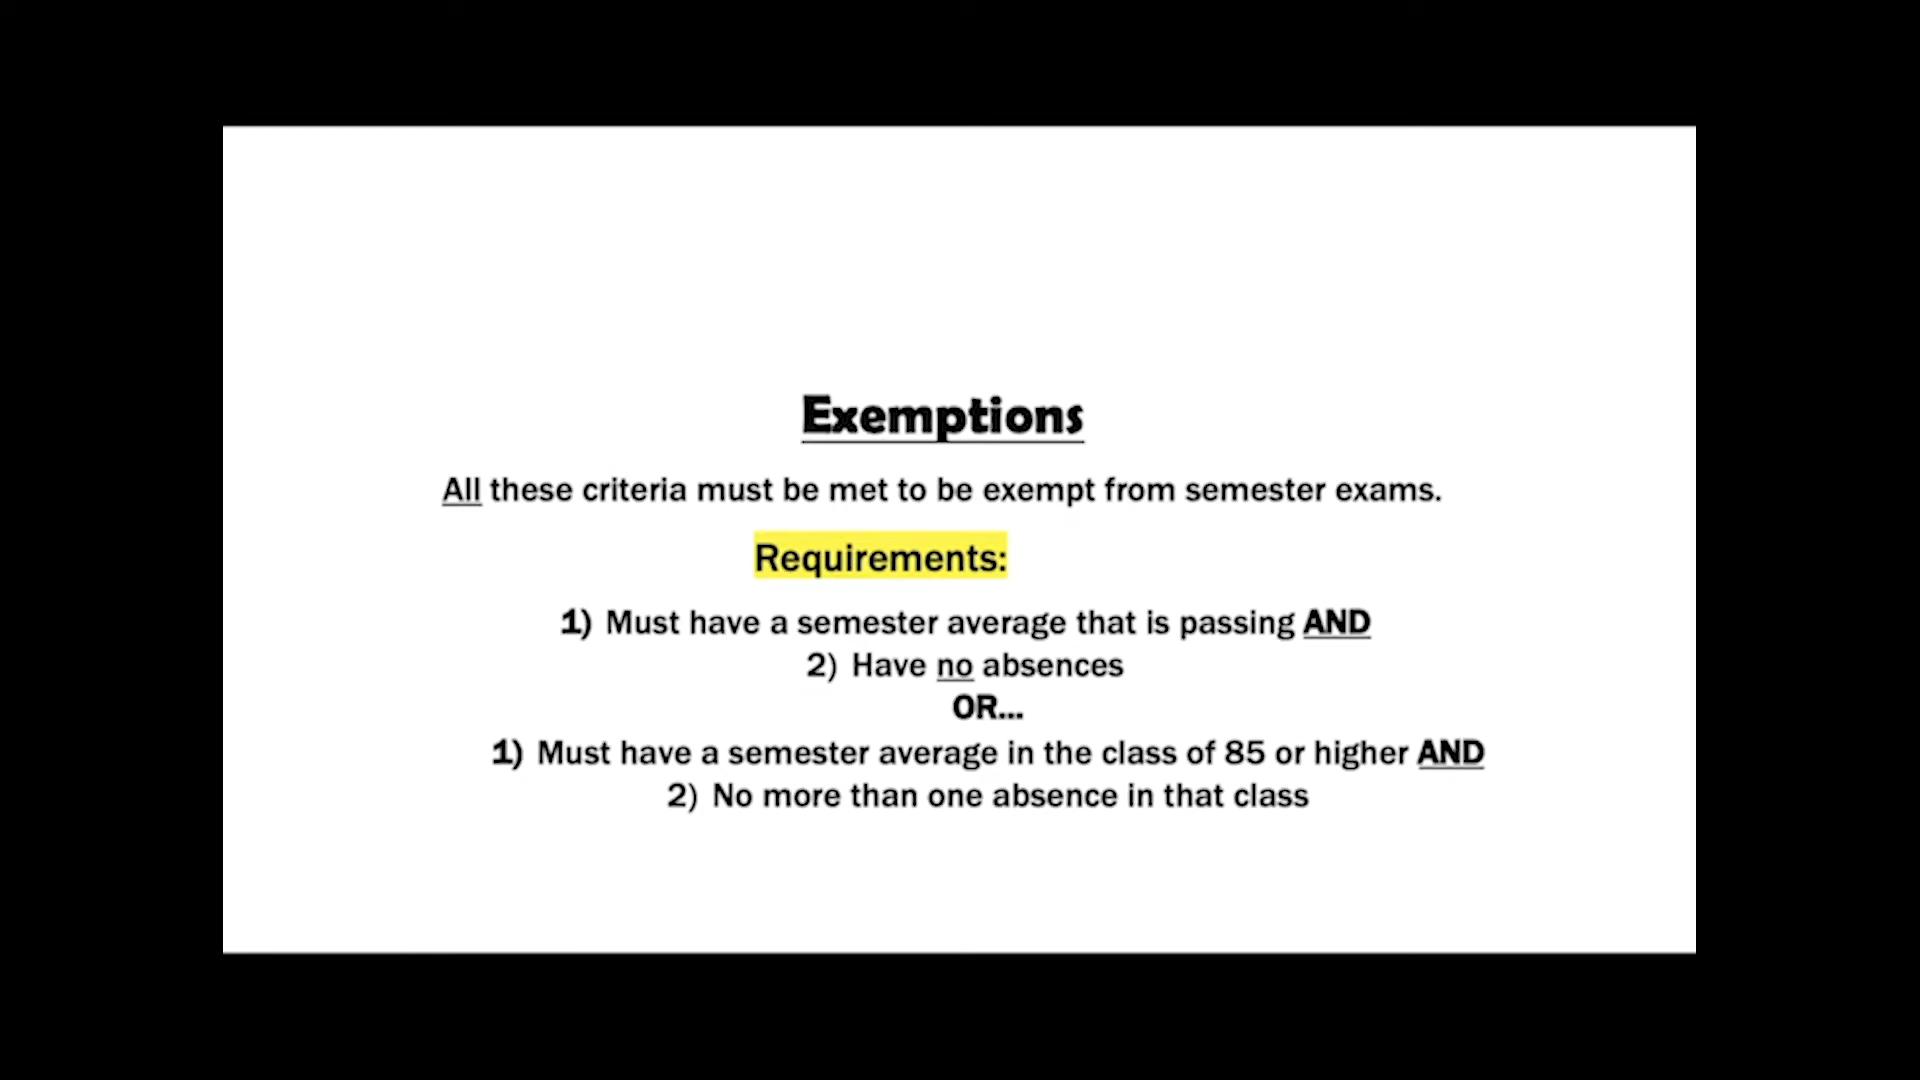 Exemptions
All these criteria must be met to be exempt from semester exams.
Requirements:
1) Must have a semester average that is passing AND
2) Have no absences
OR...
1) Must have a semester average in the class of 85 or higher AND
2) No more than one absence in that class